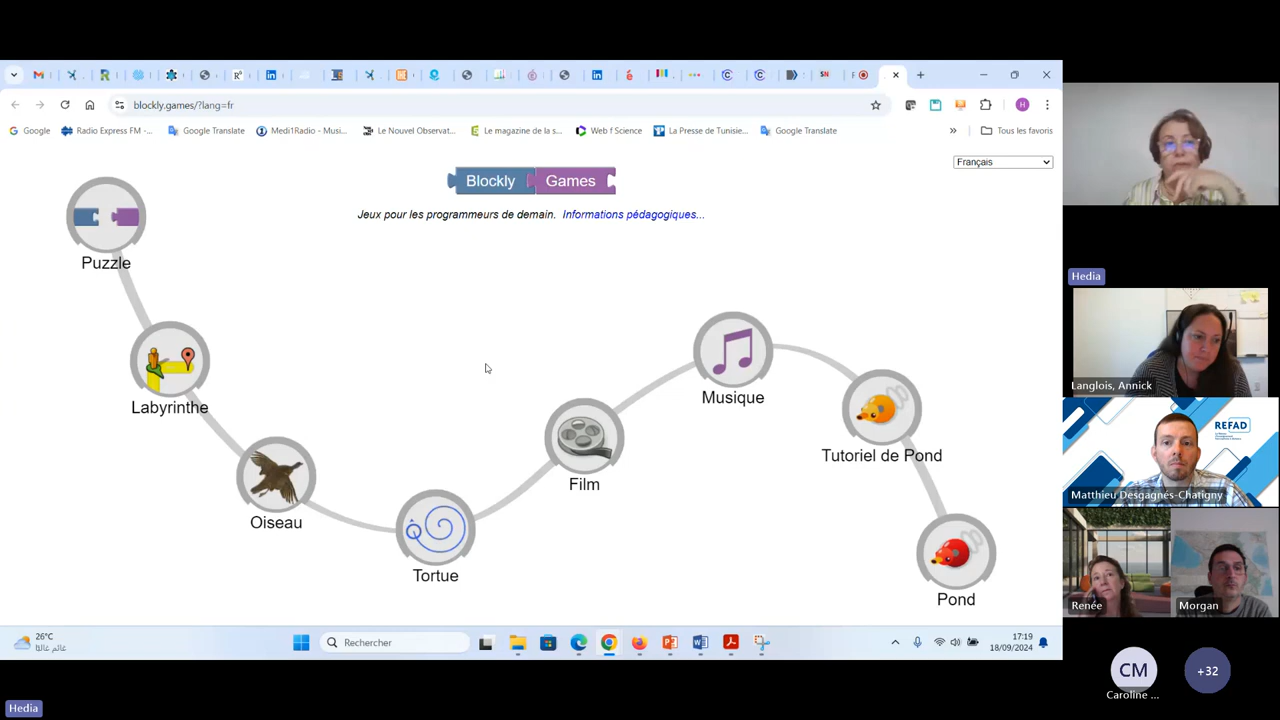 blockly.games/?lang=fr
Google
Radio Express FM -...
Google Translate
Medi1Radio - Musi...
Le Nouvel Observat...
Le magazine de la s...
Web f Science
La Presse de Tunisie...
Google Translate
»
Tous les favoris
Français
Blockly Games
Jeux pour les programmeurs de demain. Informations pédagogiques...
Puzzle
Labyrinthe
Oiseau
Tortue
Film
Musique
Tutoriel de Pond
Pond
26°C
غائم غالبًا
Rechercher
17:19
18/09/2024
Hedia
Langlois, Annick
REFAD
Matthieu Desgagnés-Chatigny
Renée
Morgan
CM
Caroline ...
+32
Hedia